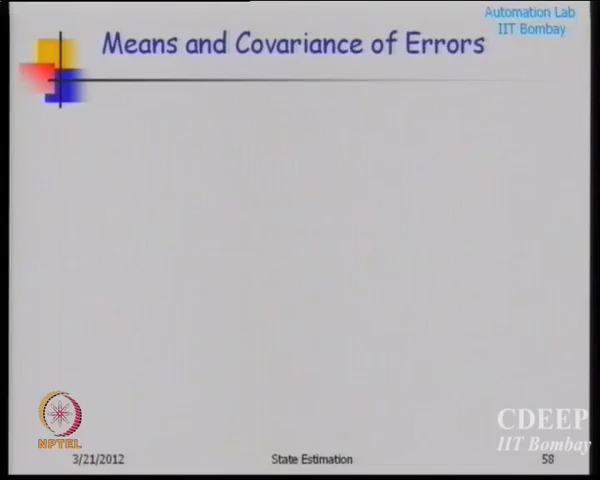 Automation Lab
IIT Bombay
Means and Covariance of Errors
NPTEL
CDEEP
IIT Bombay
3/21/2012
State Estimation
58